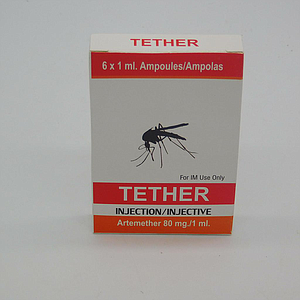 TETHER
6 x 1 ml. Ampoules/Ampolas
For IM Use Only
TETHER
INJECTION/INJECTIVE
Artemether 80 mg./1 ml.